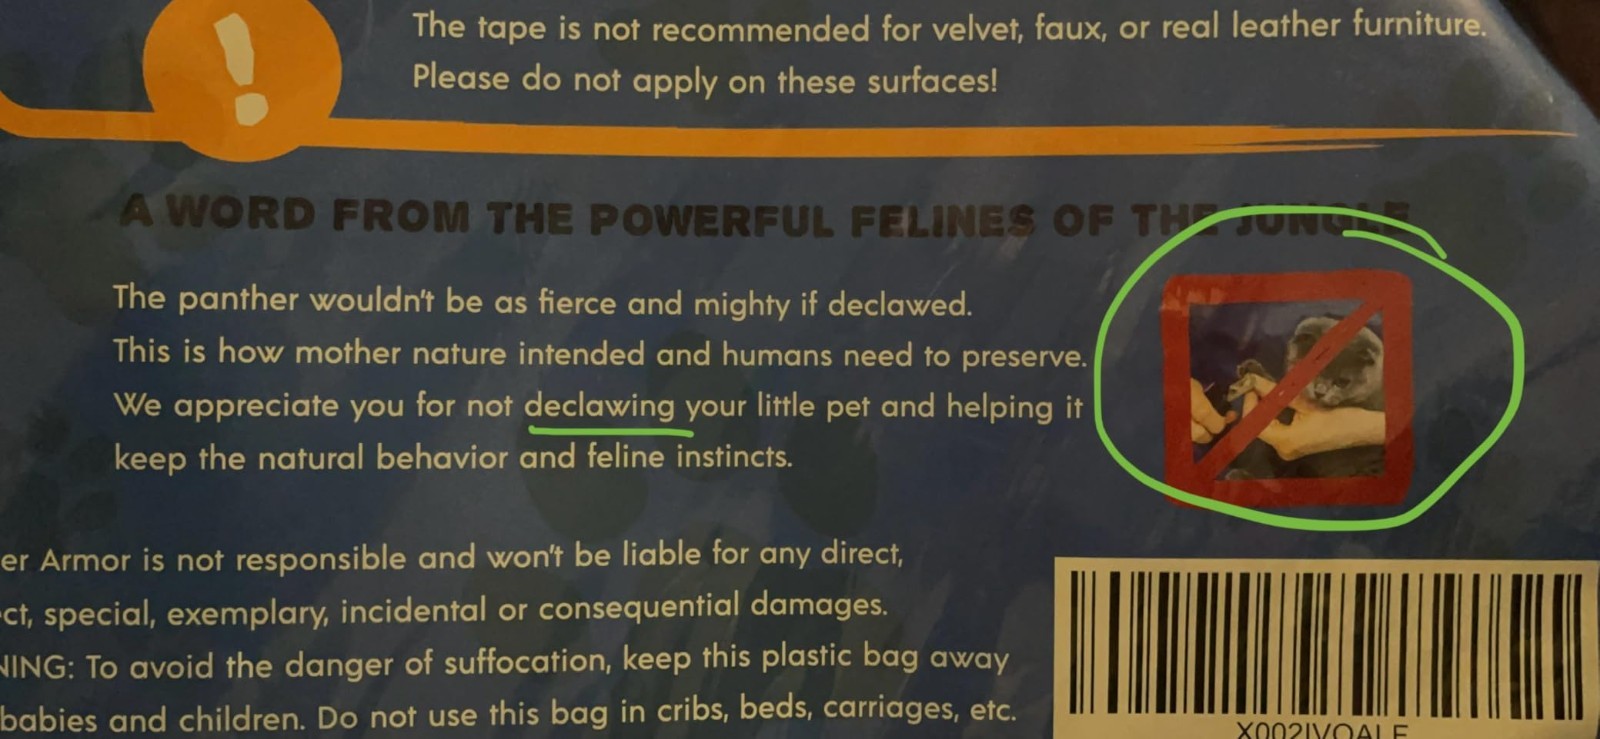 The tape is not recommended for velvet, faux, or real leather furniture.
Please do not apply on these surfaces!
A WORD FROM THE POWERFUL FELINES OF THE JUNGLE
The panther wouldn't be as fierce and mighty if declawed.
This is how mother nature intended and humans need to preserve.
We appreciate you for not declawing your little pet and helping it
keep the natural behavior and feline instincts.
er Armor is not responsible and won't be liable for any direct,
ct, special, exemplary, incidental or consequential damages.
NING: To avoid the danger of suffocation, keep this plastic bag away
babies and children. Do not use this bag in cribs, beds, carriages, etc.